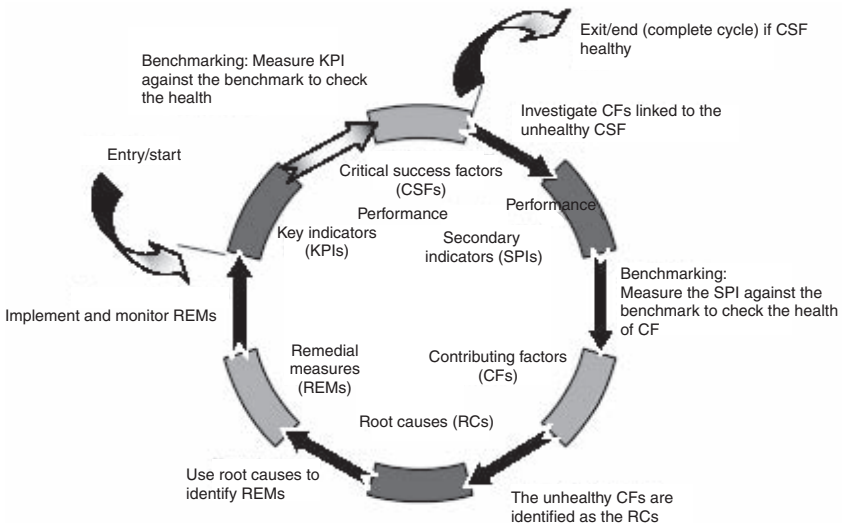 Exit/end (complete cycle) if CSF
healthy
Benchmarking: Measure KPI
against the benchmark to check
the health
Investigate CFs linked to the
unhealthy CSF
Entry/start
Critical success factors
(CSFs)
Performance
Performance
Key indicators
(KPIs)
Secondary
indicators (SPIs)
Benchmarking:
Measure the SPI against the
benchmark to check the health
of CF
Implement and monitor REMs
Remedial
measures
(REMs)
Contributing factors
(CFs)
Root causes (RCs)
Use root causes to
identify REMs
The unhealthy CFs are
identified as the RCs